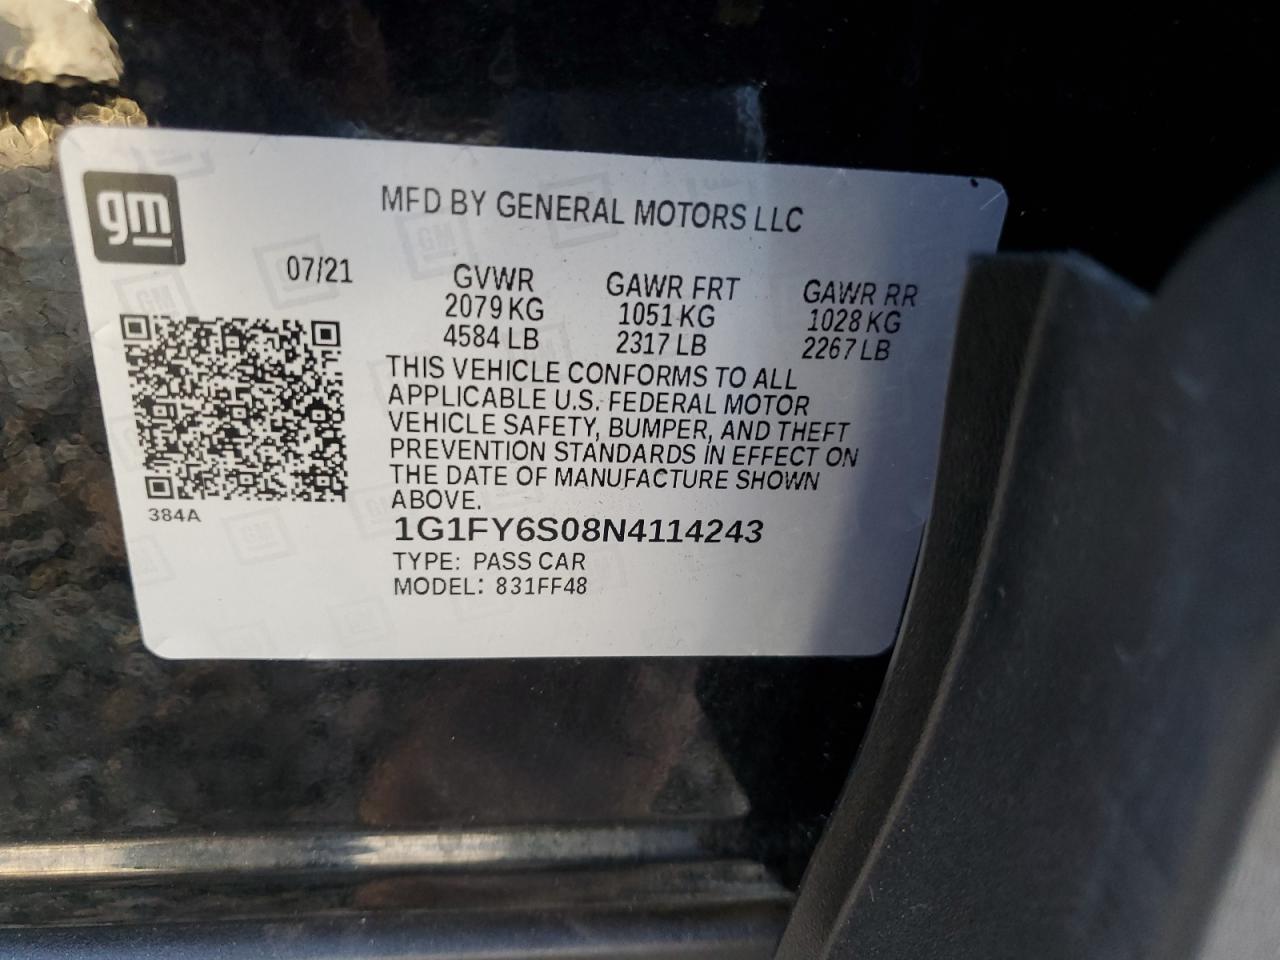 gm
MFD BY GENERAL MOTORS LLC
07/21
GVWR
2079 KG
4584 LB
GAWR FRT
1051 KG
2317 LB
GAWR RR
1028 KG
2267 LB
THIS VEHICLE CONFORMS TO ALL
APPLICABLE U.S. FEDERAL MOTOR
VEHICLE SAFETY, BUMPER, AND THEFT
PREVENTION STANDARDS IN EFFECT ON
THE DATE OF MANUFACTURE SHOWN
ABOVE.
384A
1G1FY6S08N4114243
TYPE: PASS CAR
MODEL: 831FF48